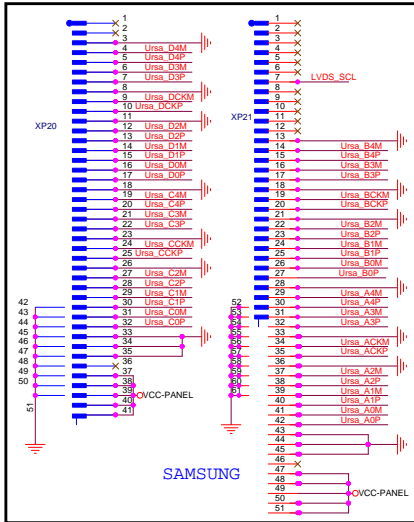 XP20
1
2
3
4 Ursa_D4M
5 Ursa_D4P
6 Ursa_D3M
7 Ursa_D3P
8
9 Ursa_DCKM
10 Ursa_DCKP
11
12 Ursa_D2M
13 Ursa_D2P
14 Ursa_D1M
15 Ursa_D1P
16 Ursa_D0M
17 Ursa_D0P
18
19 Ursa_C4M
20 Ursa_C4P
21 Ursa_C3M
22 Ursa_C3P
23
24 Ursa_CCKM
25 Ursa_CCKP
26
27 Ursa_C2M
28 Ursa_C2P
29 Ursa_C1M
30 Ursa_C1P
31 Ursa_C0M
32 Ursa_C0P
33
34
35
36
37
38
39 VCC-PANEL
40
41
42
43
44
45
46
47
48
49
50
51
XP21
1
2
3
4
5
6
7 LVDS_SCL
8
9
10
11
12
13
14 Ursa_B4M
15 Ursa_B4P
16 Ursa_B3M
17 Ursa_B3P
18
19 Ursa_BCKM
20 Ursa_BCKP
21
22 Ursa_B2M
23 Ursa_B2P
24 Ursa_B1M
25 Ursa_B1P
26 Ursa_B0M
27 Ursa_B0P
28
29 Ursa_A4M
30 Ursa_A4P
31 Ursa_A3M
32 Ursa_A3P
33
34 Ursa_ACKM
35 Ursa_ACKP
36
37 Ursa_A2M
38 Ursa_A2P
39 Ursa_A1M
40 Ursa_A1P
41 Ursa_A0M
42 Ursa_A0P
43
44
45
46
47
48
49 VCC-PANEL
50
51
52
53
54
55
56
57
58
59
60
61
SAMSUNG